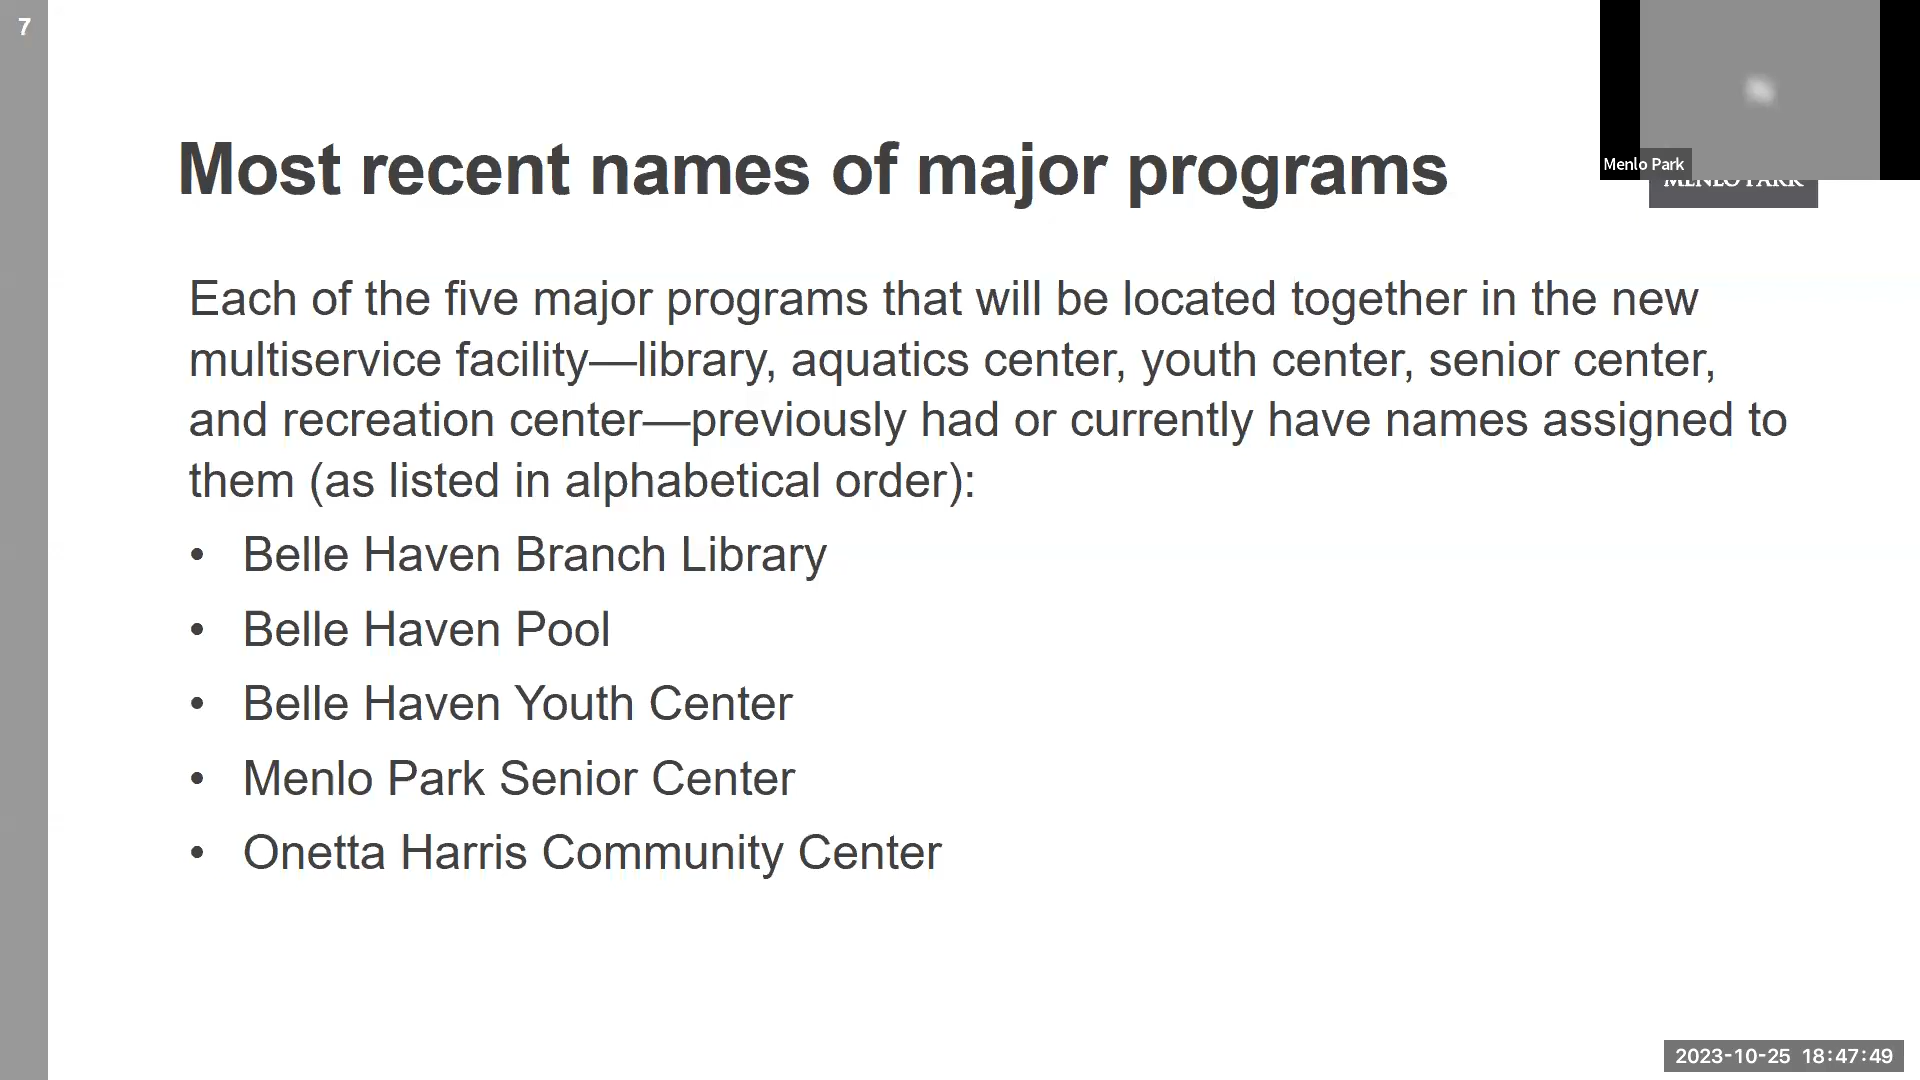 7
Menlo Park
MENLO PARK
Most recent names of major programs
Each of the five major programs that will be located together in the new
multiservice facility—library, aquatics center, youth center, senior center,
and recreation center—previously had or currently have names assigned to
them (as listed in alphabetical order):
• Belle Haven Branch Library
• Belle Haven Pool
• Belle Haven Youth Center
• Menlo Park Senior Center
• Onetta Harris Community Center
2023-10-25 18:47:49